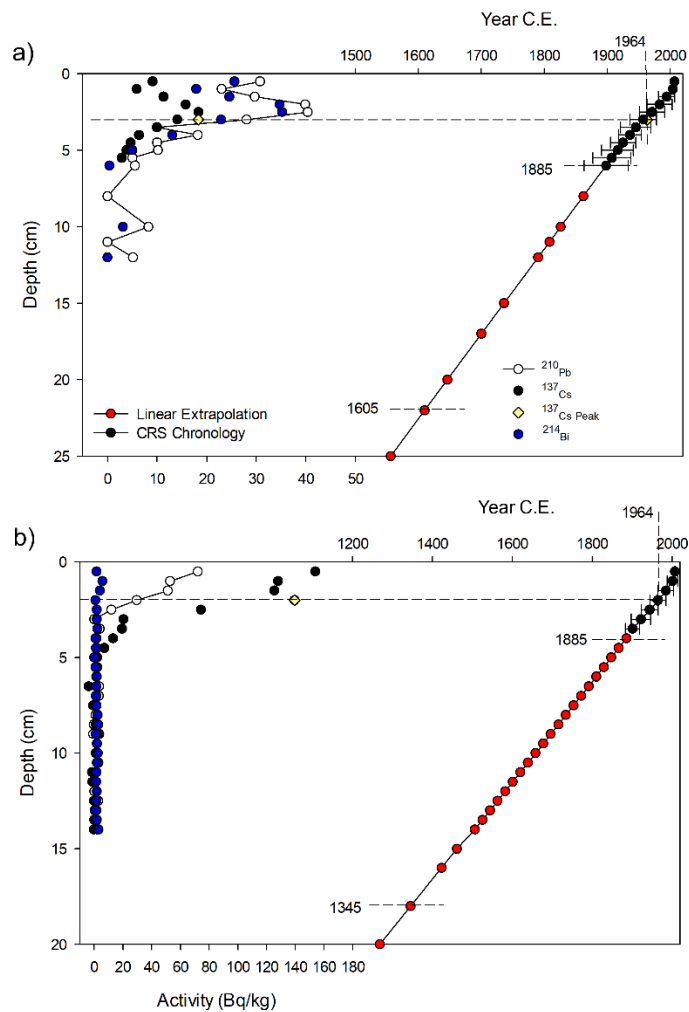 Year C.E.
1964
a)
1500 1600 1700 1800 1900 2000
0
5
10
15
20
25
Depth (cm)
1885
1605
Linear Extrapolation
CRS Chronology
210Pb
137Cs
137Cs Peak
214Bi
0 10 20 30 40 50
Year C.E.
1964
b)
1200 1400 1600 1800 2000
0
5
10
15
20
Depth (cm)
1885
1345
0 20 40 60 80 100 120 140 160 180
Activity (Bq/kg)